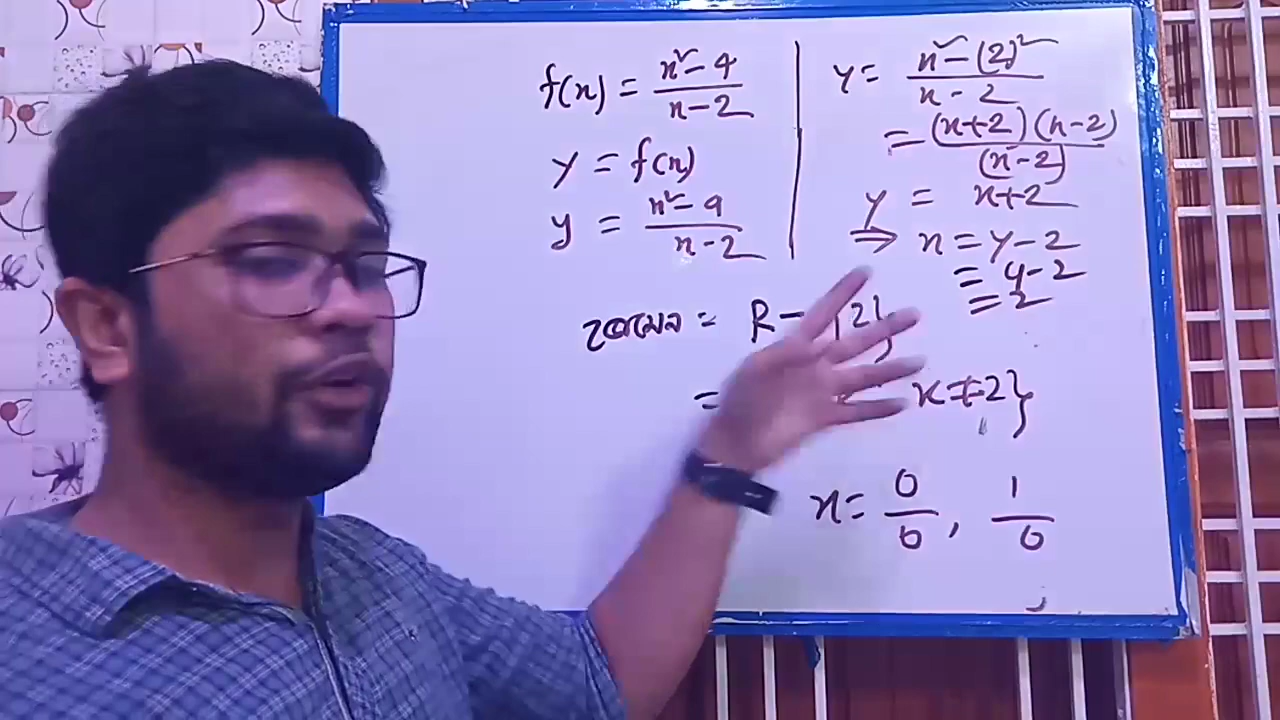 f(x) = x² - 4 / x - 2
y = f(x)
y = x² - 4 / x - 2
y = x² - (2)² / x - 2
= (x+2)(x-2) / (x-2)
y = x+2
⇒ x = y - 2
= 4 - 2
= 2
ডোমেন = R - {2}
= x ≠ 2}
x = 0/0, 1/0